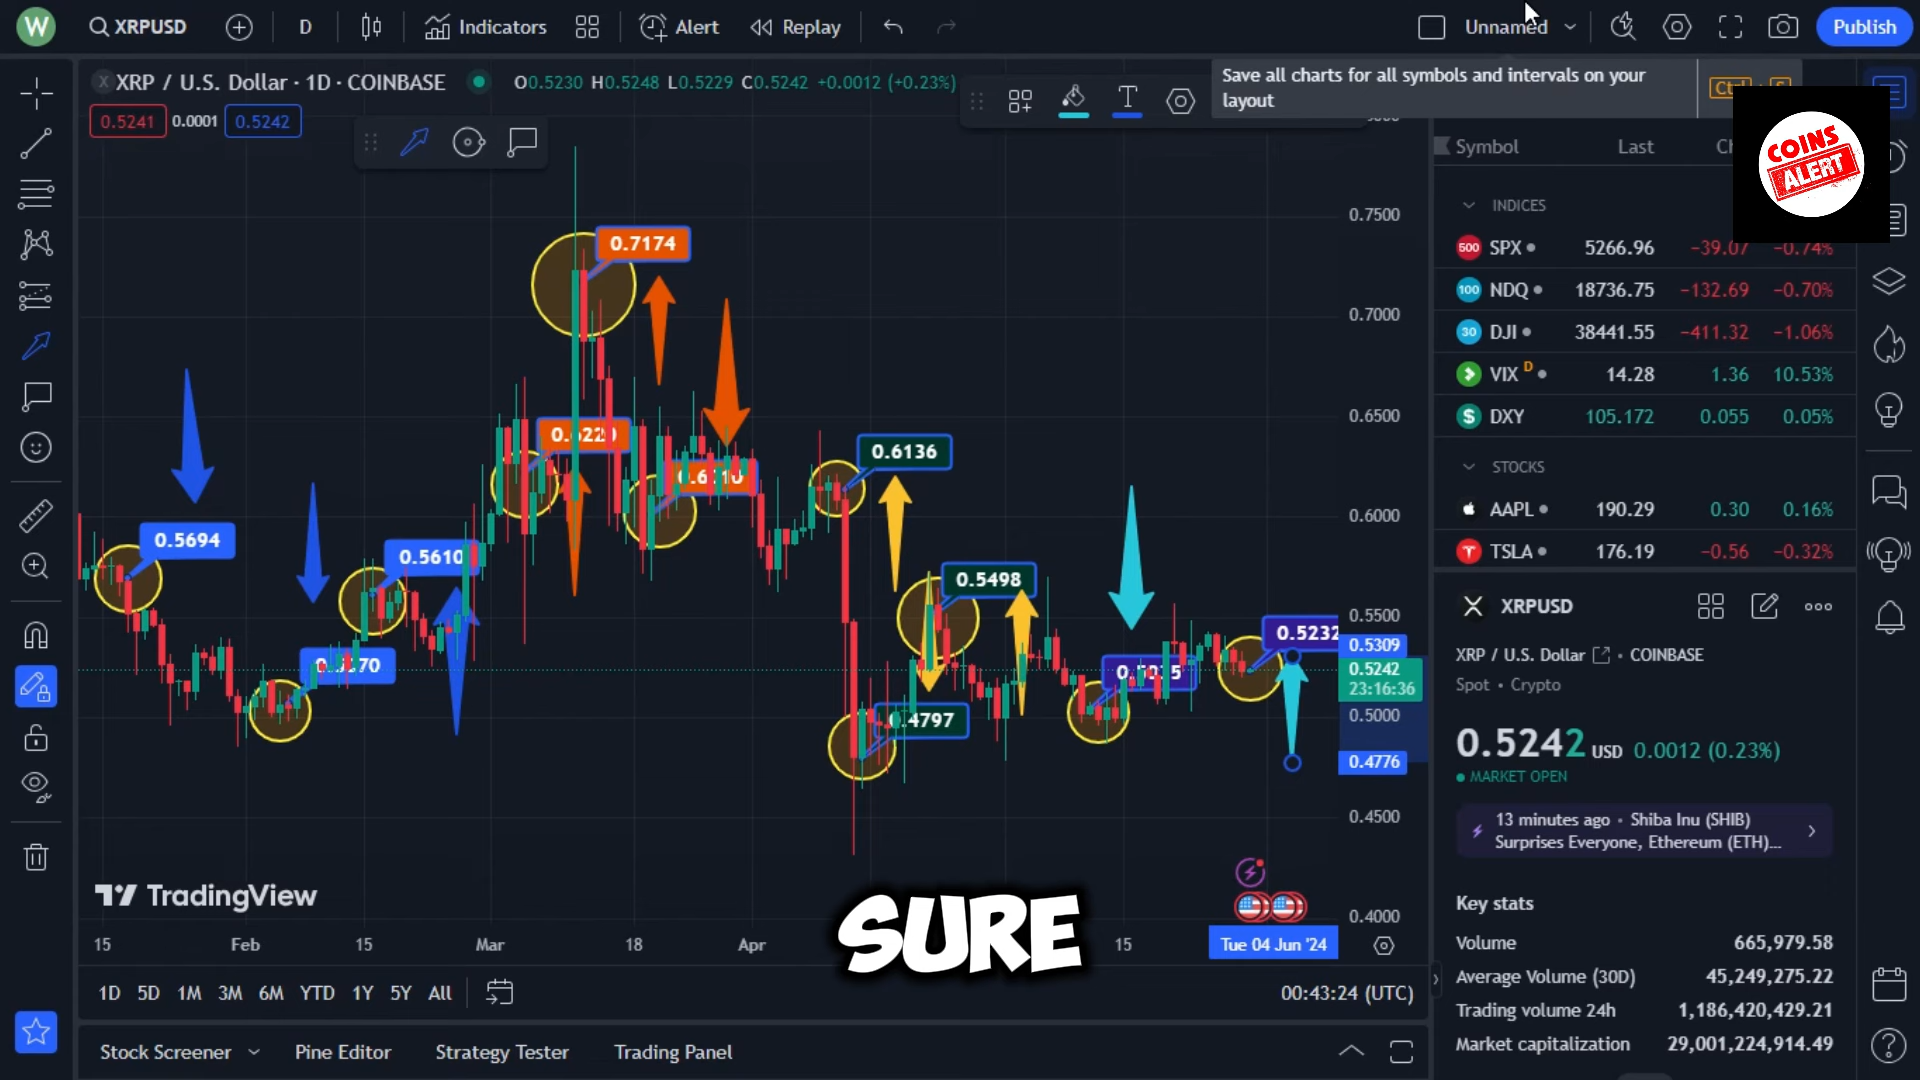 W
XRPUSD
D
Indicators
Alert
Replay
Unnamed
Publish
XRP / U.S. Dollar · 1D · COINBASE
O0.5230 H0.5248 L0.5229 C0.5242 +0.0012 (+0.23%)
Save all charts for all symbols and intervals on your
layout
0.5241
0.0001
0.5242
T
COINS
ALERT
Symbol
Last
INDICES
500 SPX 5266.96 −39.07 −0.74%
100 NDQ 18736.75 −132.69 −0.70%
30 DJI 38441.55 −411.32 −1.06%
VIX D 14.28 1.36 10.53%
$ DXY 105.172 0.055 0.05%
STOCKS
AAPL 190.29 0.30 0.16%
TSLA 176.19 −0.56 −0.32%
0.7500
0.7000
0.6500
0.6000
0.5500
0.5309
0.5242
23:16:36
0.5000
0.4776
0.4500
0.4000
0.7174
0.6136
0.5694
0.5610
0.5498
0.5232
0.4797
XRPUSD
XRP / U.S. Dollar • COINBASE
Spot • Crypto
0.5242 USD 0.0012 (0.23%)
MARKET OPEN
13 minutes ago • Shiba Inu (SHIB)
Surprises Everyone, Ethereum (ETH)...
Key stats
Volume 665,979.58
Average Volume (30D) 45,249,275.22
Trading volume 24h 1,186,420,429.21
Market capitalization 29,001,224,914.49
TradingView
SURE
15
Feb
15
Mar
18
Apr
15
Tue 04 Jun '24
1D 5D 1M 3M 6M YTD 1Y 5Y All
00:43:24 (UTC)
Stock Screener
Pine Editor
Strategy Tester
Trading Panel